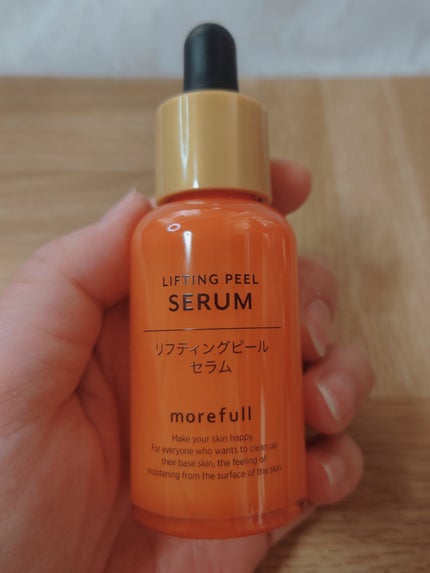 LIFTING PEEL
SERUM
リフティングピール
セラム
morefull
Make your skin happy.
For everyone who wants to clean up
their base skin, the feeling of
moistening from the surface of the skin.